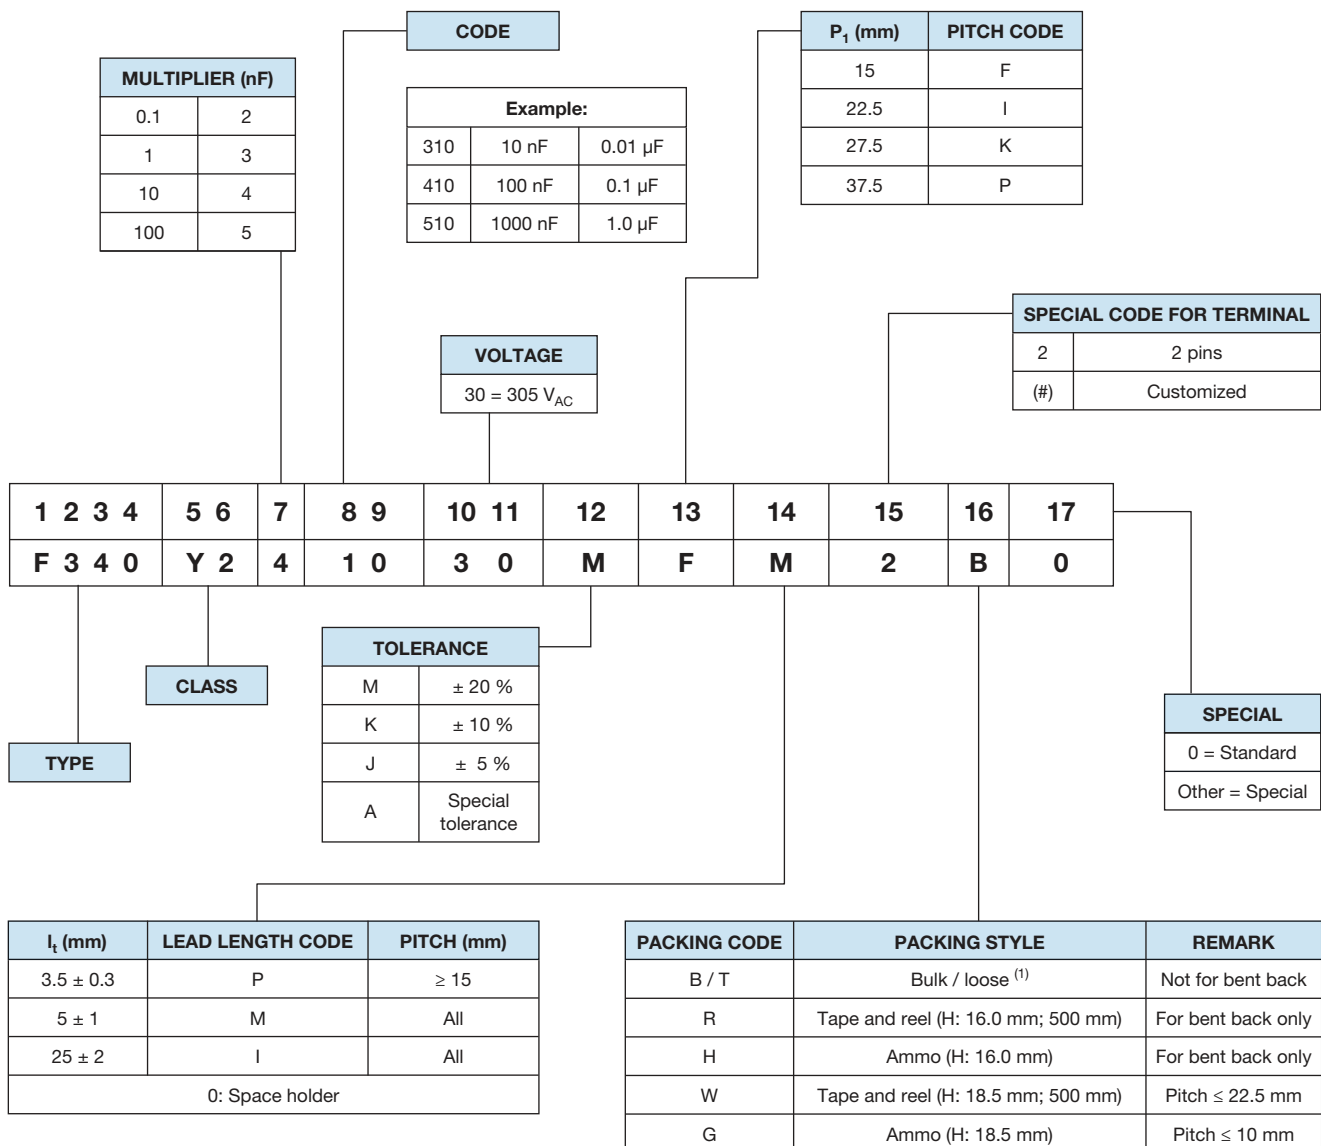 CODE
P1 (mm) PITCH CODE
15 F
22.5 I
27.5 K
37.5 P
MULTIPLIER (nF)
0.1 2
1 3
10 4
100 5
Example:
310 10 nF 0.01 µF
410 100 nF 0.1 µF
510 1000 nF 1.0 µF
SPECIAL CODE FOR TERMINAL
2 2 pins
(#) Customized
VOLTAGE
30 = 305 VAC
1 2 3 4 5 6 7 8 9 10 11 12 13 14 15 16 17
F 3 4 0 Y 2 4 1 0 3 0 M F M 2 B 0
TYPE
CLASS
TOLERANCE
M ± 20 %
K ± 10 %
J ± 5 %
A Special tolerance
SPECIAL
0 = Standard
Other = Special
lt (mm) LEAD LENGTH CODE PITCH (mm)
3.5 ± 0.3 P ≥ 15
5 ± 1 M All
25 ± 2 I All
0: Space holder
PACKING CODE PACKING STYLE REMARK
B / T Bulk / loose (1) Not for bent back
R Tape and reel (H: 16.0 mm; 500 mm) For bent back only
H Ammo (H: 16.0 mm) For bent back only
W Tape and reel (H: 18.5 mm; 500 mm) Pitch ≤ 22.5 mm
G Ammo (H: 18.5 mm) Pitch ≤ 10 mm